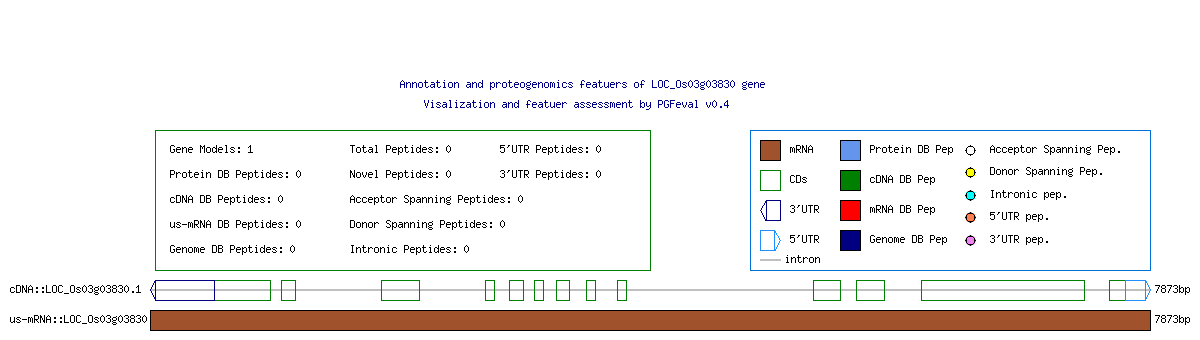 Annotation and proteogenomics featuers of LOC_Os03g03830 gene
Visalization and featuer assessment by PGFeval v0.4
Gene Models: 1 Total Peptides: 0 5'UTR Peptides: 0
Protein DB Peptides: 0 Novel Peptides: 0 3'UTR Peptides: 0
cDNA DB Peptides: 0 Acceptor Spanning Peptides: 0
us-mRNA DB Peptides: 0 Donor Spanning Peptides: 0
Genome DB Peptides: 0 Intronic Peptides: 0
mRNA Protein DB Pep Acceptor Spanning Pep.
CDs cDNA DB Pep Donor Spanning Pep.
3'UTR mRNA DB Pep Intronic pep.
5'UTR Genome DB Pep 5'UTR pep.
intron 3'UTR pep.
cDNA::LOC_Os03g03830.1 7873bp
us-mRNA::LOC_Os03g03830 7873bp